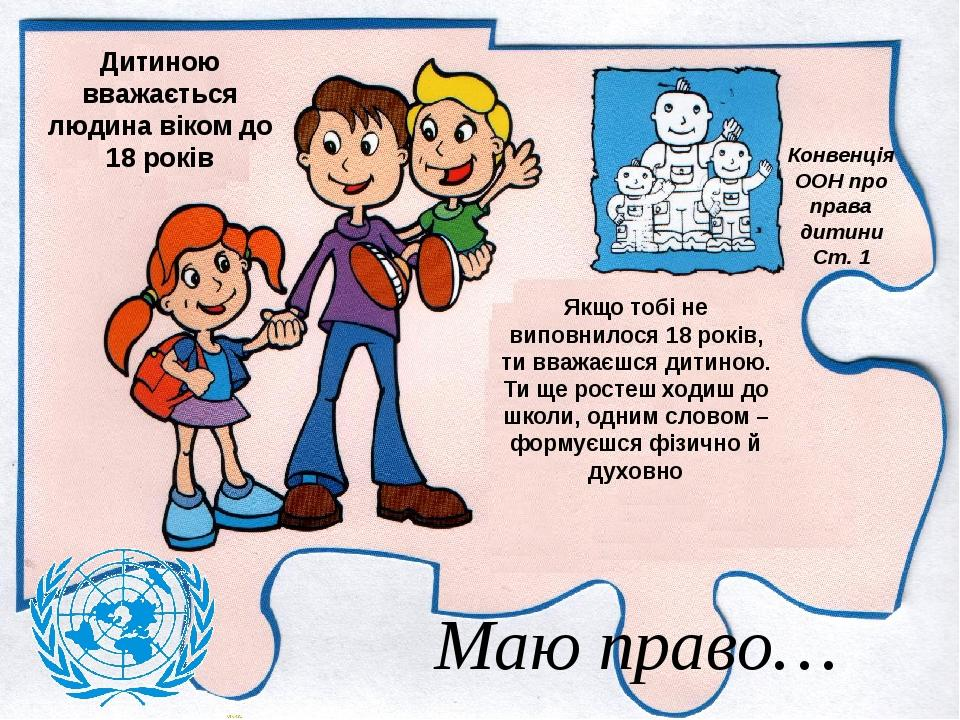 Дитиною
вважається
людина віком до
18 років
Конвенція
ООН про
права
дитини
Ст. 1
Якщо тобі не
виповнилося 18 років,
ти вважаєшся дитиною.
Ти ще ростеш ходиш до
школи, одним словом –
формуєшся фізично й
духовно
Маю право…